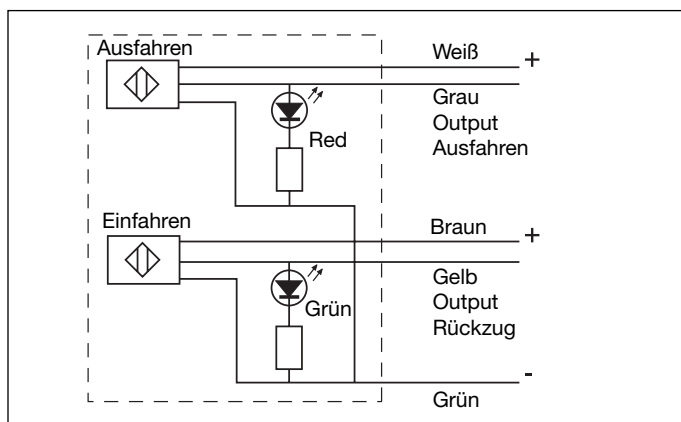 Ausfahren
Weiß +
Grau
Output
Ausfahren
Red
Einfahren
Braun +
Gelb
Output
Rückzug
Grün
-
Grün